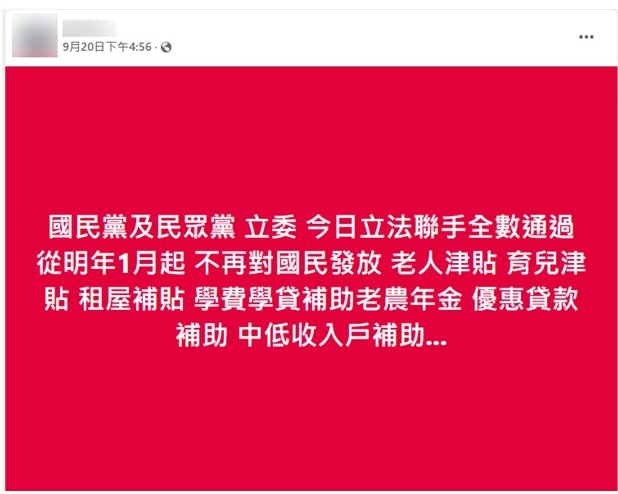 9月20日下午4:56 ·
國民黨及民眾黨 立委 今日立法聯手全數通過
從明年1月起 不再對國民發放 老人津貼 育兒津
貼 租屋補貼 學費學貸補助老農年金 優惠貸款
補助 中低收入戶補助...